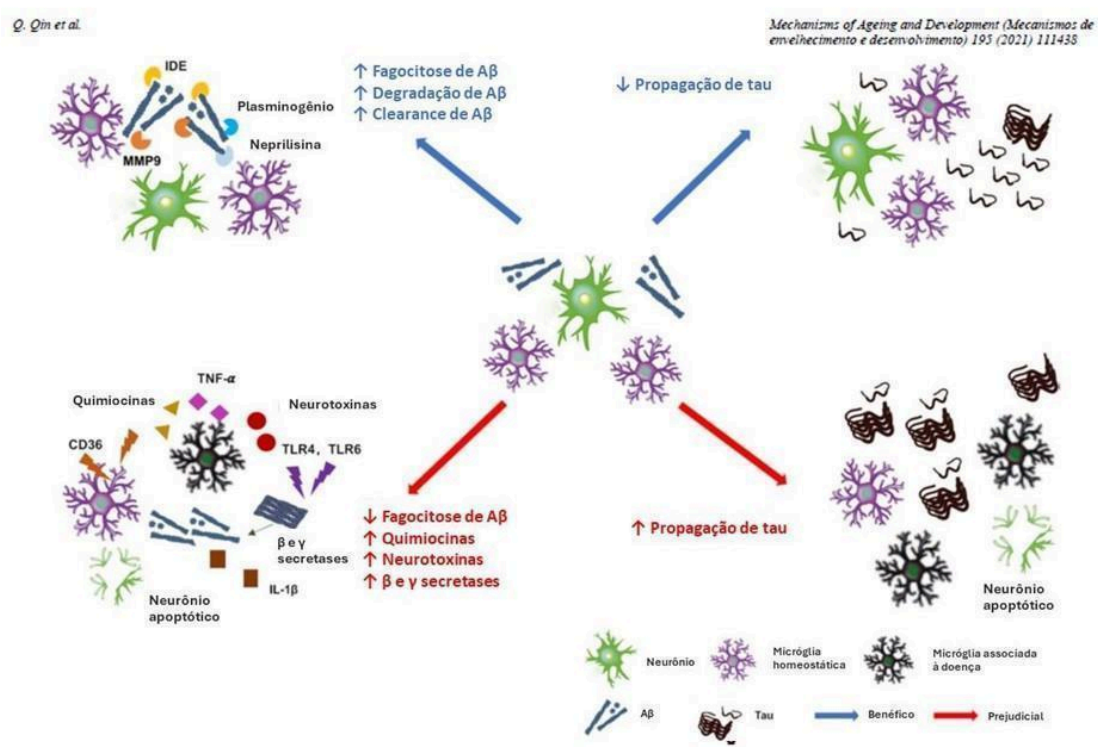 Q. Qin et al.
Mechanisms of Ageing and Development (Mecanismos de
envelhecimento e desenvolvimento) 195 (2021) 111438
IDE
Plasminogênio
Neprilisina
MMP9
↑ Fagocitose de Aβ
↑ Degradação de Aβ
↑ Clearance de Aβ
↓ Propagação de tau
TNF-α
Quimiocinas
Neurotoxinas
CD36
TLR4, TLR6
β e γ
secretases
IL-1β
Neurônio
apoptótico
↓ Fagocitose de Aβ
↑ Quimiocinas
↑ Neurotoxinas
↑ β e γ secretases
↑ Propagação de tau
Neurônio
apoptótico
Neurônio
Micróglia
homeostática
Micróglia associada
à doença
Aβ
Tau
Benéfico
Prejudicial